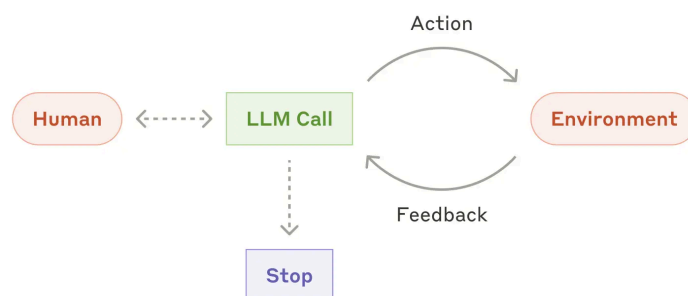 Action
Human
LLM Call
Environment
Feedback
Stop